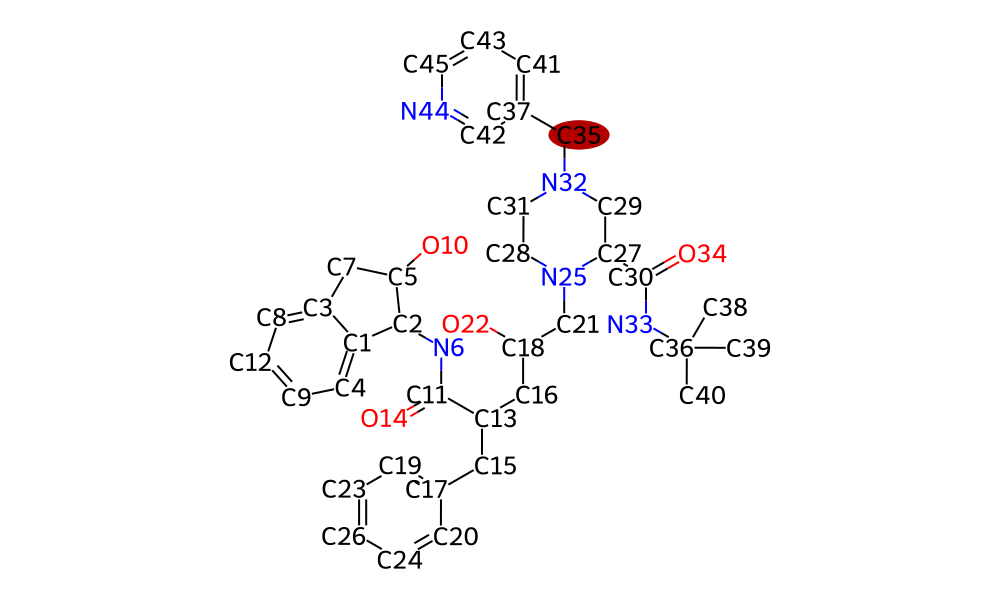 C43
C45 C41
N44 C37
C42 C35
N32
C31 C29
O10
C28 C27 O34
C7 C5 N25 C30
C3 C38
C8 C2 O22 C21 N33
C1 N6 C18 C36 C39
C12
C9 C4 C11 C16 C40
O14 C13
C19 C15
C23 C17
C26 C20
C24